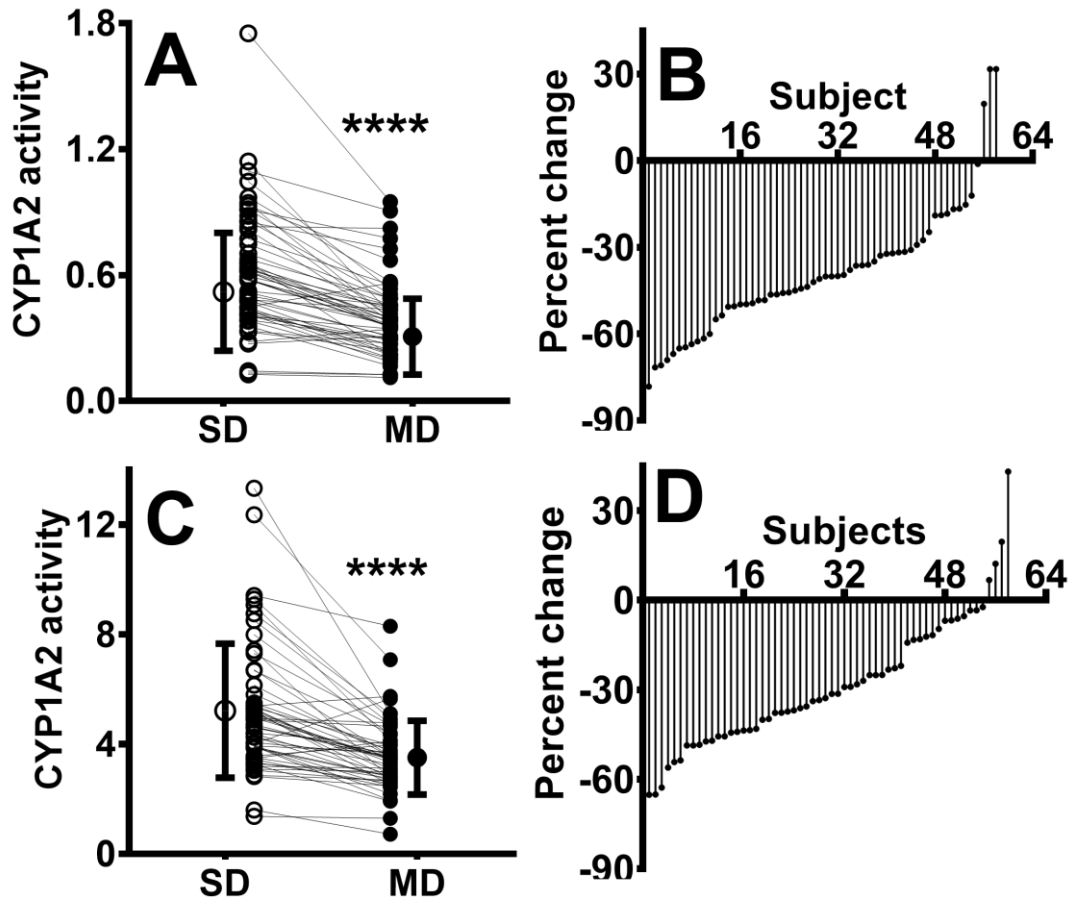 A
CYP1A2 activity
1.8
1.2
0.6
0.0
****
SD MD
B
Percent change
Subject
30
0
-30
-60
-90
16 32 48 64
C
CYP1A2 activity
12
8
4
0
****
SD MD
D
Percent change
Subjects
30
0
-30
-60
-90
16 32 48 64